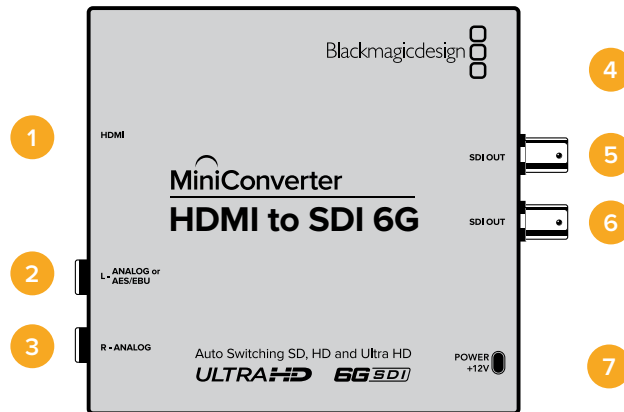 Blackmagicdesign
4
1
HDMI
5
SDI OUT
MiniConverter
HDMI to SDI 6G
6
SDI OUT
2
L - ANALOG or
AES/EBU
3
R - ANALOG
Auto Switching SD, HD and Ultra HD
ULTRAHD 6G SDI
POWER
+12V
7